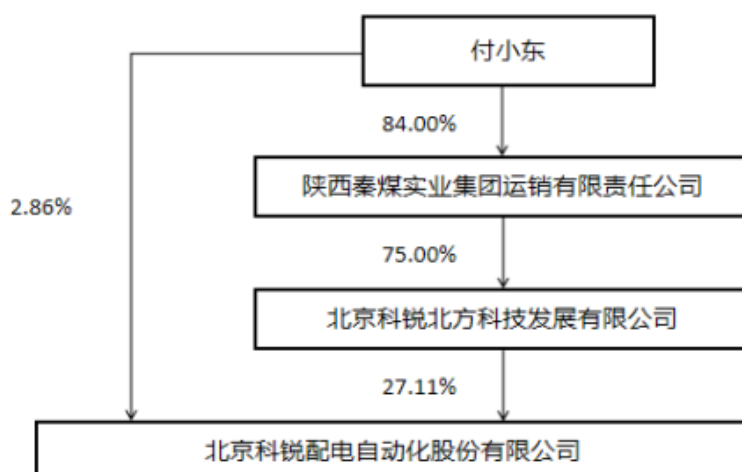 付小东
84.00%
陕西秦煤实业集团运销有限责任公司
2.86%
75.00%
北京科锐北方科技发展有限公司
27.11%
北京科锐配电自动化股份有限公司